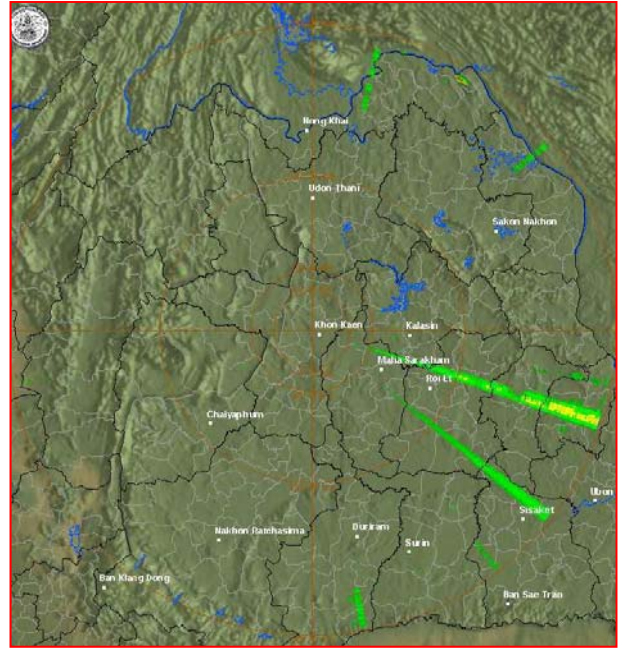 Nong Khai
Udon Thani
Sakon Nakhon
Khon Kaen
Kalasin
Maha Sarakham
Roi Et
Chaiyaphum
Ubon
Sisaket
Nakhon Ratchasima
Buriram
Surin
Ban Klang Dong
Ban Sae Trao